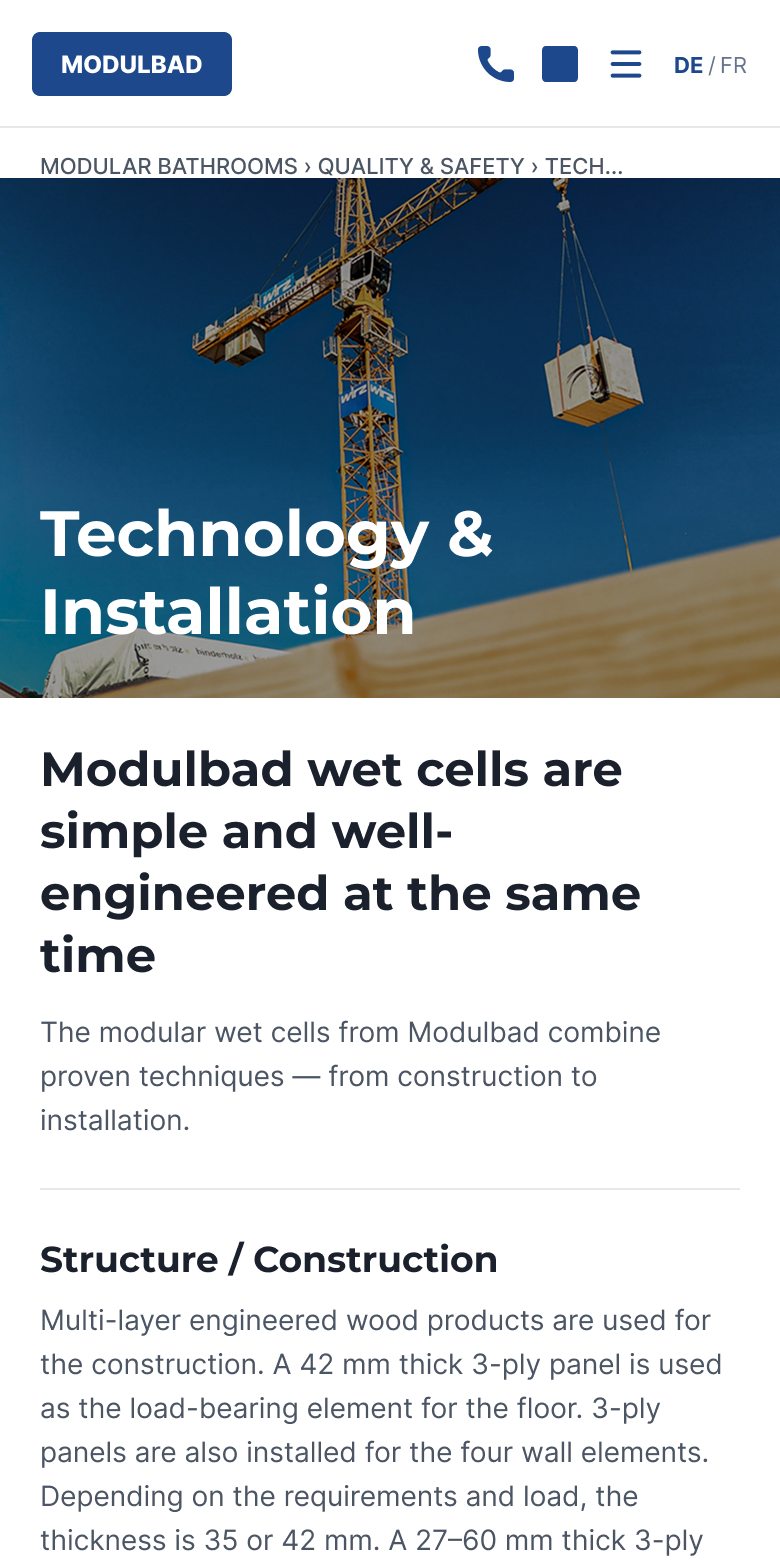 MODULBAD
DE / FR
MODULAR BATHROOMS › QUALITY & SAFETY › TECH...
wirz
wirz wirz
Technology &
Installation
Modulbad wet cells are
simple and well-
engineered at the same
time
The modular wet cells from Modulbad combine
proven techniques — from construction to
installation.
Structure / Construction
Multi-layer engineered wood products are used for
the construction. A 42 mm thick 3-ply panel is used
as the load-bearing element for the floor. 3-ply
panels are also installed for the four wall elements.
Depending on the requirements and load, the
thickness is 35 or 42 mm. A 27–60 mm thick 3-ply